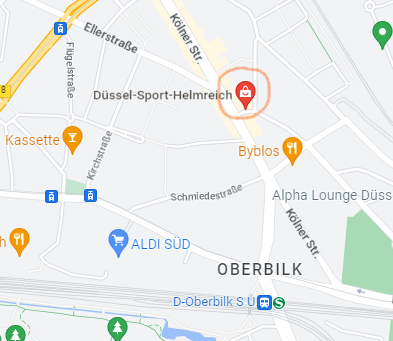 Ellerstraße
Kölner Str.
Flügelstraße
8
Düssel-Sport-Helmreich
Kassette
Kirchstraße
Byblos
Schmiedestraße
Alpha Lounge Düss
Kölner Str.
h
ALDI SÜD
OBERBILK
D-Oberbilk S U
S